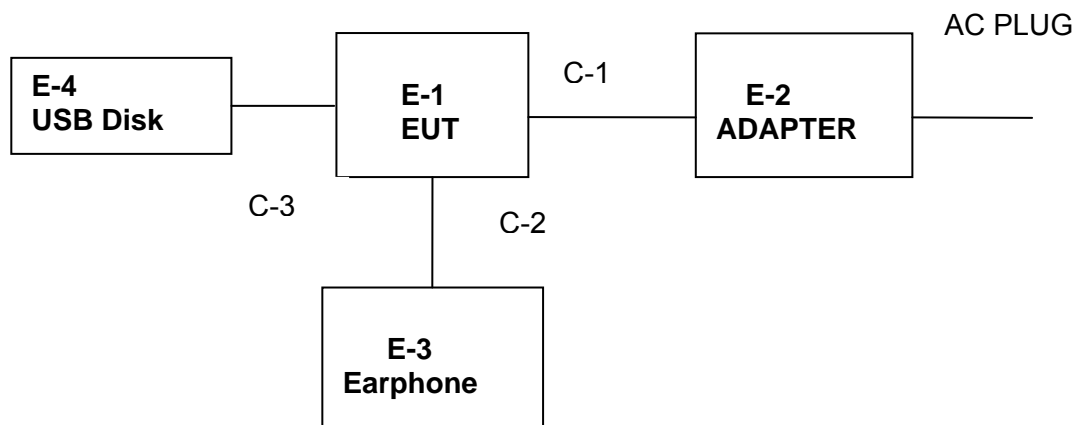 AC PLUG
E-4
USB Disk
E-1
EUT
C-1
E-2
ADAPTER
C-3
C-2
E-3
Earphone